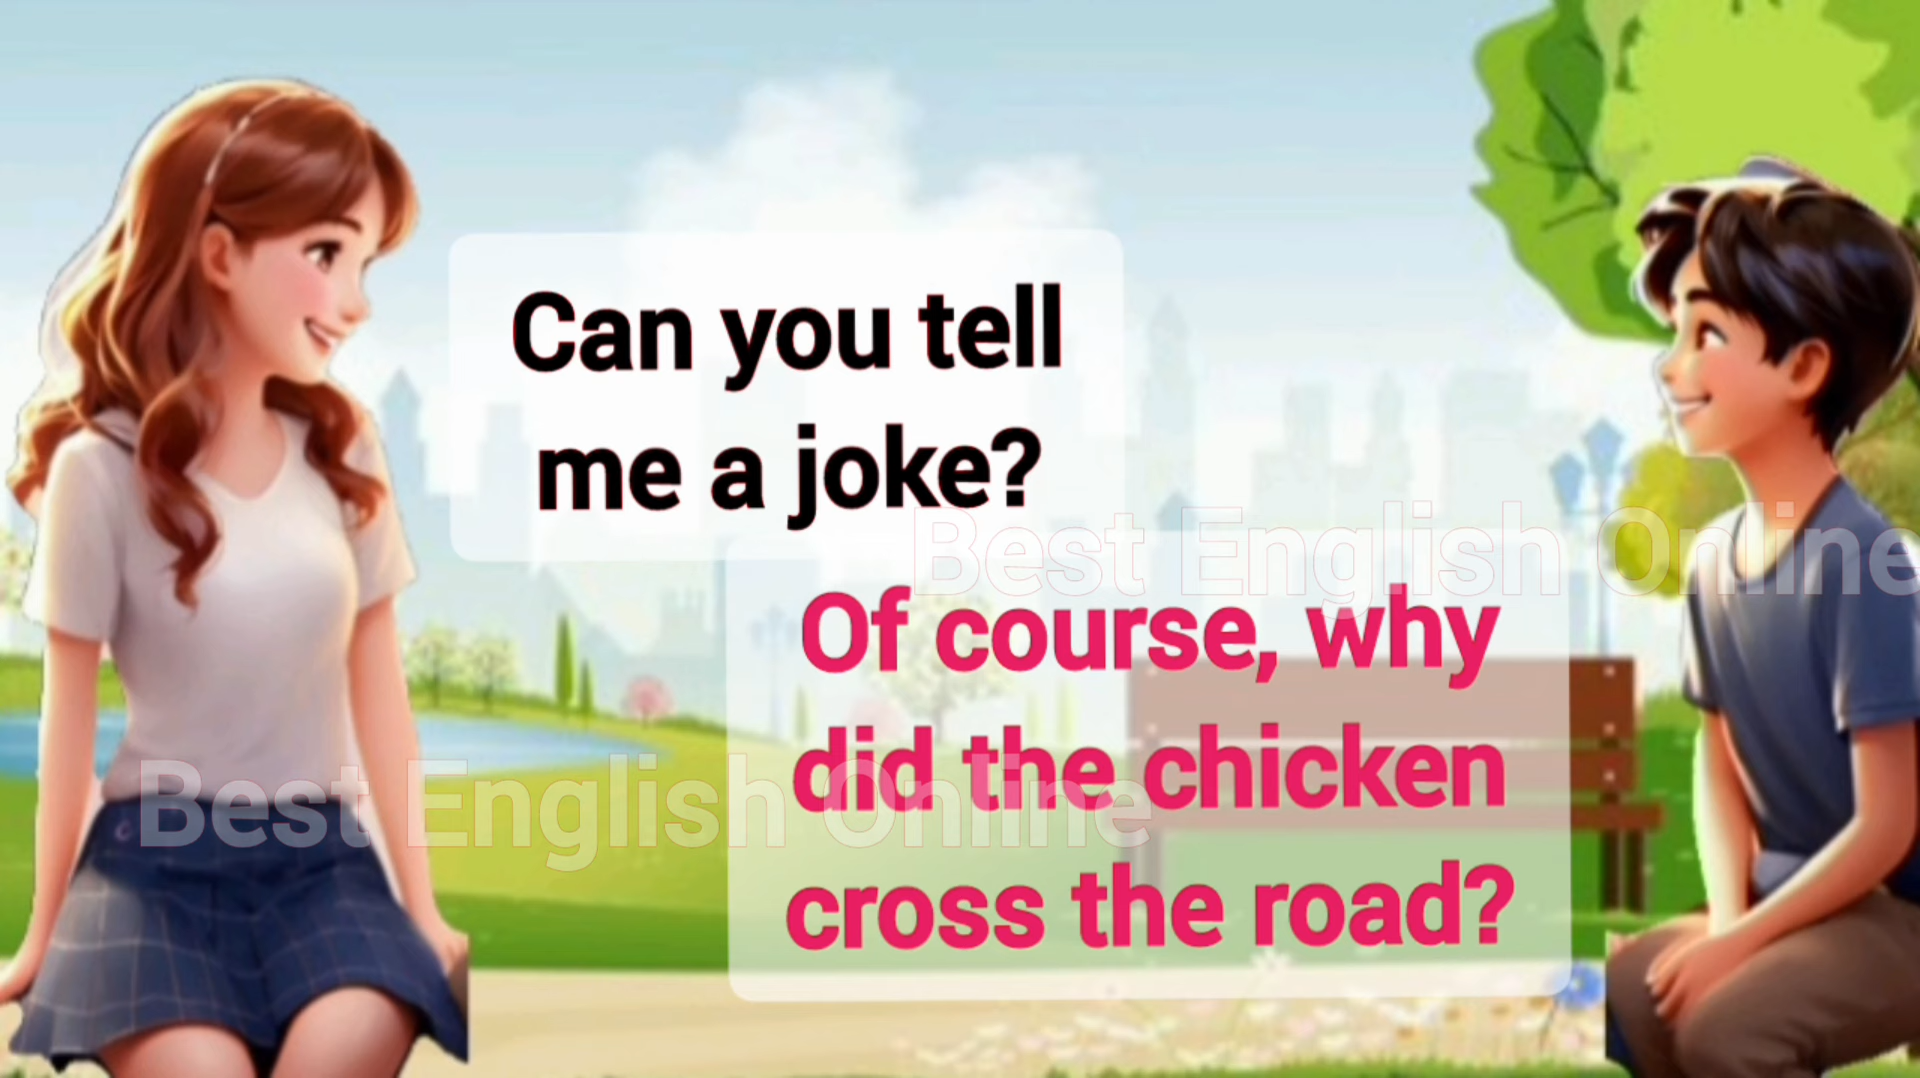 Can you tell
me a joke?
Best English Online
Of course, why
did the chicken
Best English Online
cross the road?